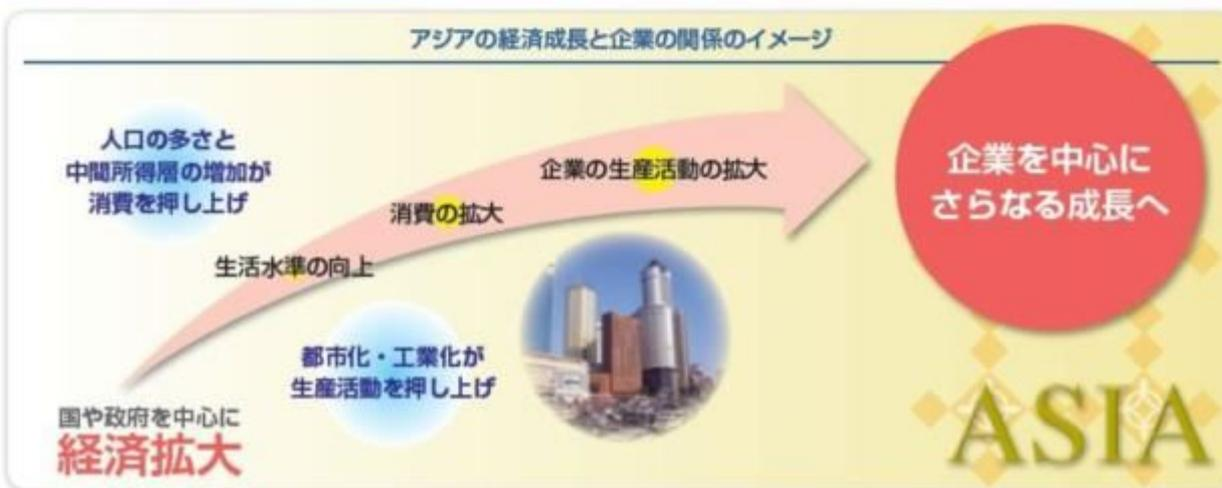 アジアの経済成長と企業の関係のイメージ
人口の多さと
中間所得層の増加が
消費を押し上げ
企業の生産活動の拡大
消費の拡大
生活水準の向上
都市化・工業化が
生産活動を押し上げ
国や政府を中心に
経済拡大
企業を中心に
さらなる成長へ
ASIA